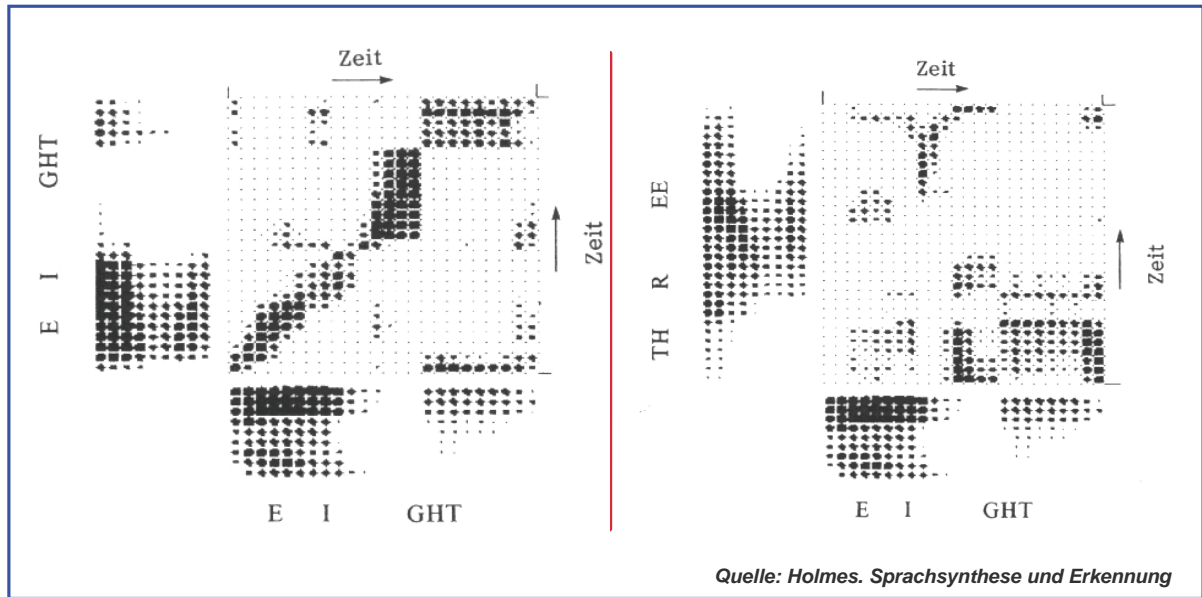 Zeit
GHT
I
E
Zeit
E I GHT
Zeit
EE
R
TH
Zeit
E I GHT
Quelle: Holmes. Sprachsynthese und Erkennung